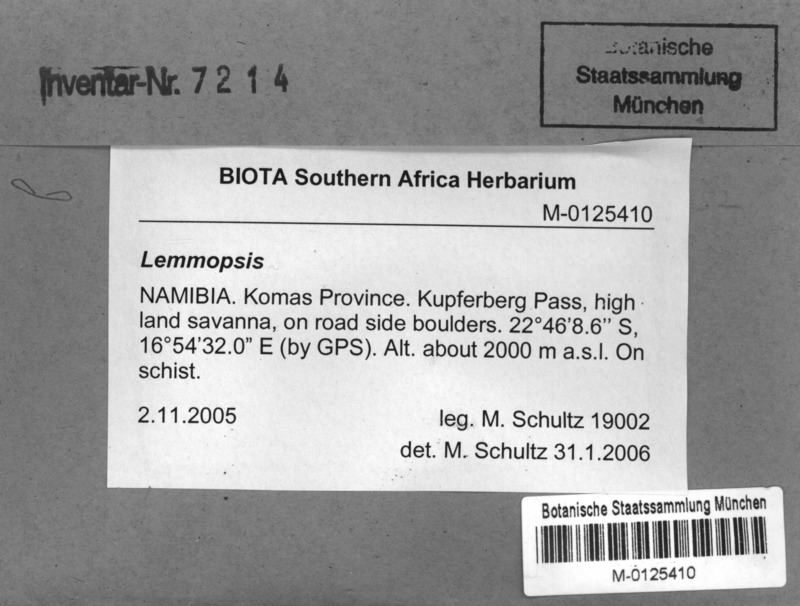 Inventar-Nr. 7 2 1 4
Botanische
Staatssammlung
München
BIOTA Southern Africa Herbarium
M-0125410
Lemmopsis
NAMIBIA. Komas Province. Kupferberg Pass, high
land savanna, on road side boulders. 22°46'8.6'' S,
16°54'32.0" E (by GPS). Alt. about 2000 m a.s.l. On
schist.
2.11.2005 leg. M. Schultz 19002
det. M. Schultz 31.1.2006
Botanische Staatssammlung München
M-0125410